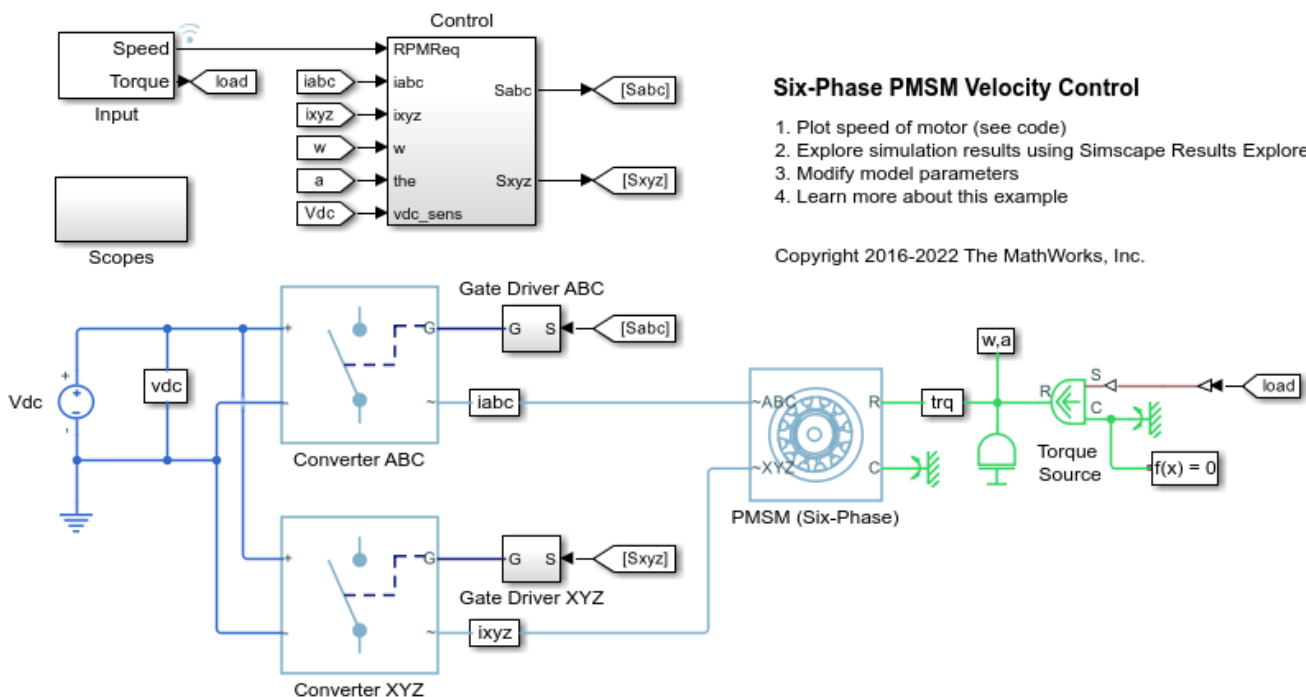 Control
Speed
Torque
load
Input
RPMReq
iabc
iabc
ixyz
ixyz
w
w
a
the
Vdc
vdc_sens
Sabc
[Sabc]
Sxyz
[Sxyz]
Scopes
Six-Phase PMSM Velocity Control
1. Plot speed of motor (see code)
2. Explore simulation results using Simscape Results Explore
3. Modify model parameters
4. Learn more about this example
Copyright 2016-2022 The MathWorks, Inc.
Vdc
+
-
vdc
+
-
G
~
Converter ABC
Gate Driver ABC
G S
[Sabc]
iabc
+
-
G
~
Converter XYZ
Gate Driver XYZ
G S
[Sxyz]
ixyz
~ABC
~XYZ
R
C
PMSM (Six-Phase)
trq
w,a
R
S
C
Torque
Source
load
f(x) = 0